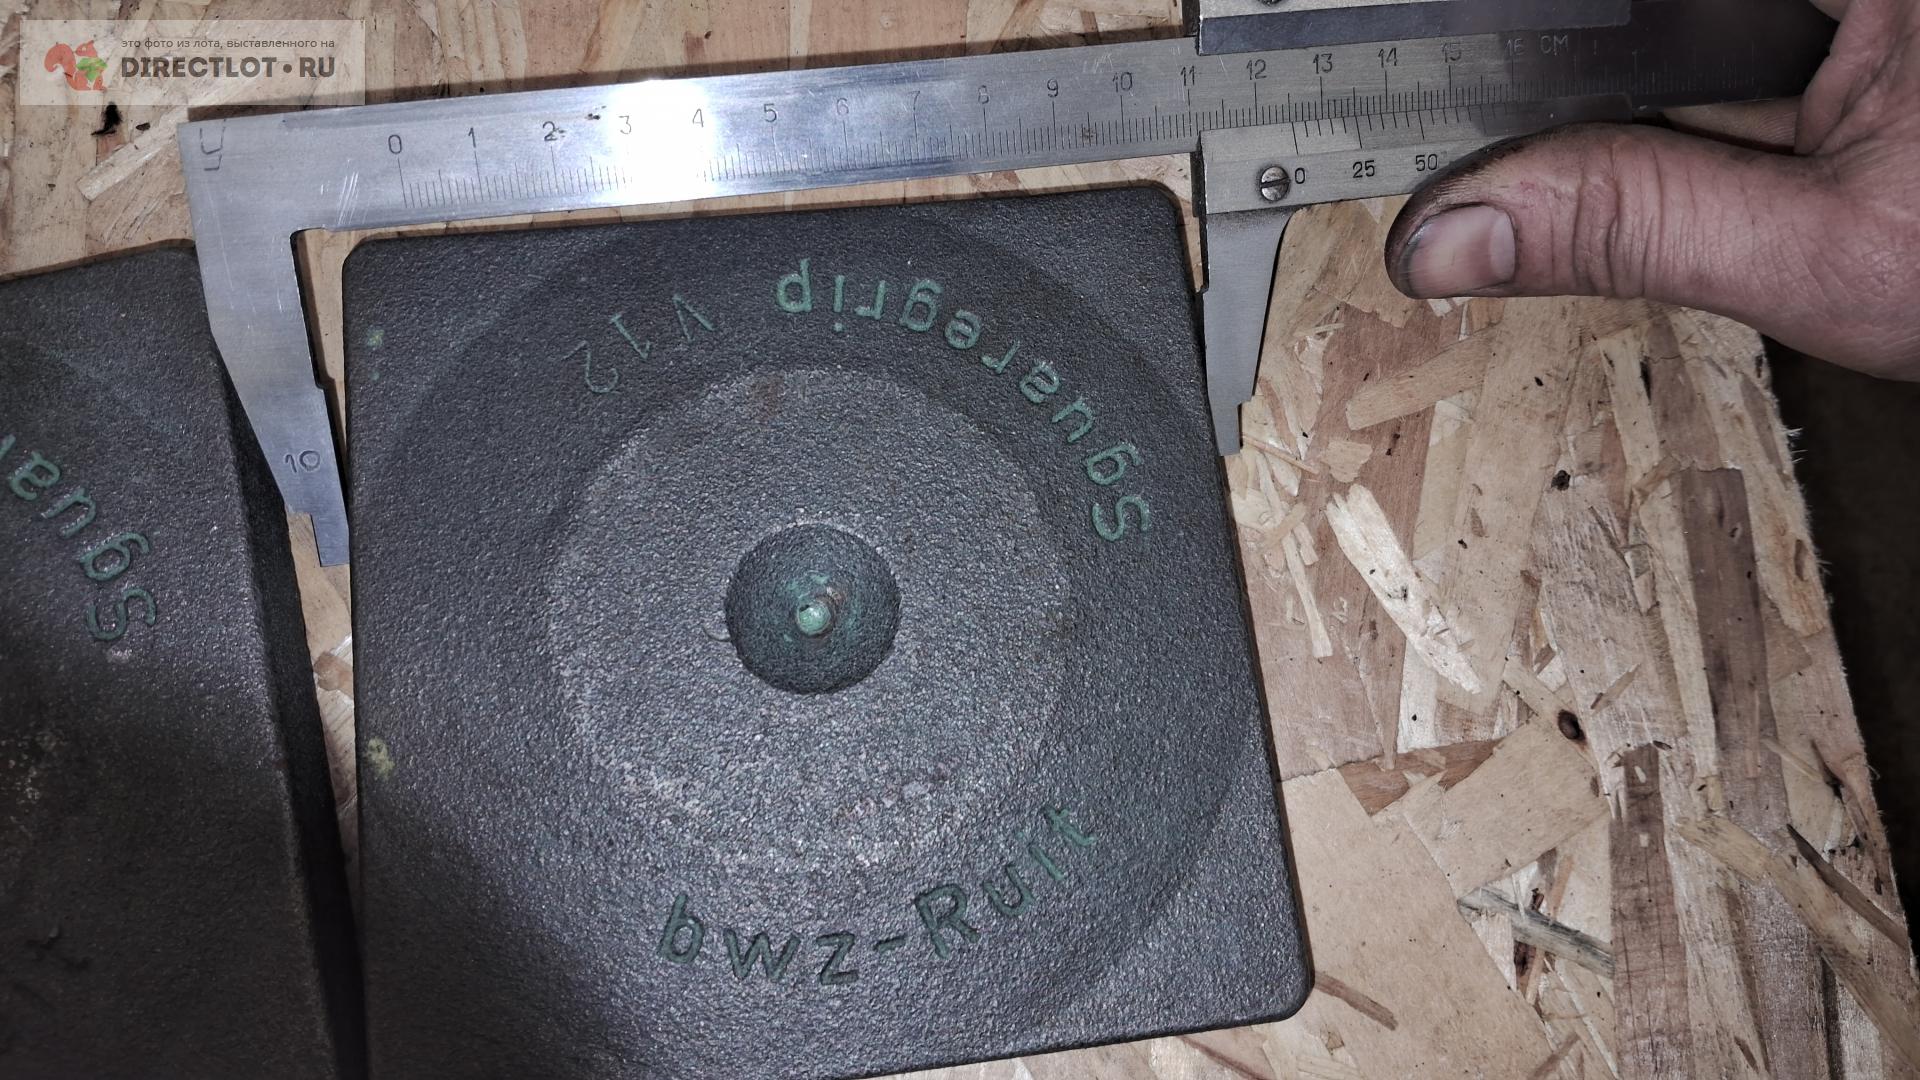 это фото из лота, выставленного на
DIRECTLOT•RU
0 1 2 3 4 5 6 7 8 9 10 11 12 13 14 15 16 CM
0 25 50
10
Squaregrip V12
bwz-Ruit
Squar